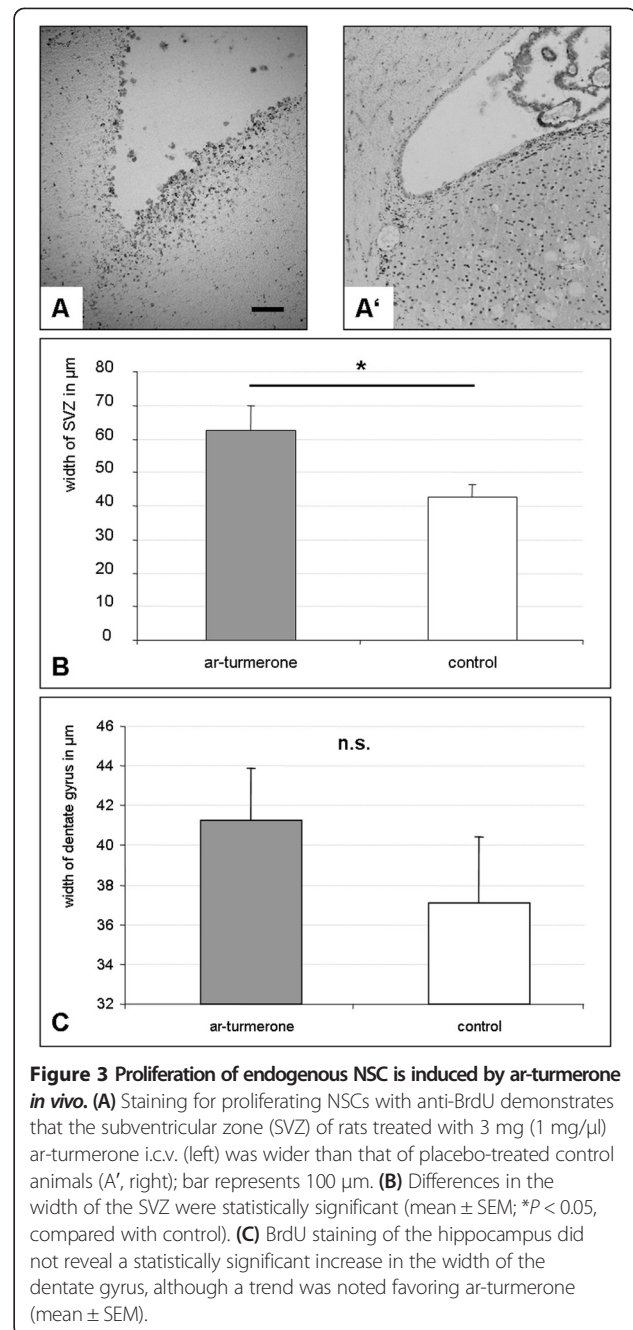 A
A'
width of SVZ in µm
80
70
60
50
40
30
20
10
0
*
ar-turmerone
control
B
width of dentate gyrus in µm
46
44
42
40
38
36
34
32
n.s.
ar-turmerone
control
C
Figure 3 Proliferation of endogenous NSC is induced by ar-turmerone
in vivo. (A) Staining for proliferating NSCs with anti-BrdU demonstrates
that the subventricular zone (SVZ) of rats treated with 3 mg (1 mg/µl)
ar-turmerone i.c.v. (left) was wider than that of placebo-treated control
animals (A′, right); bar represents 100 µm. (B) Differences in the
width of the SVZ were statistically significant (mean ± SEM; *P < 0.05,
compared with control). (C) BrdU staining of the hippocampus did
not reveal a statistically significant increase in the width of the
dentate gyrus, although a trend was noted favoring ar-turmerone
(mean ± SEM).